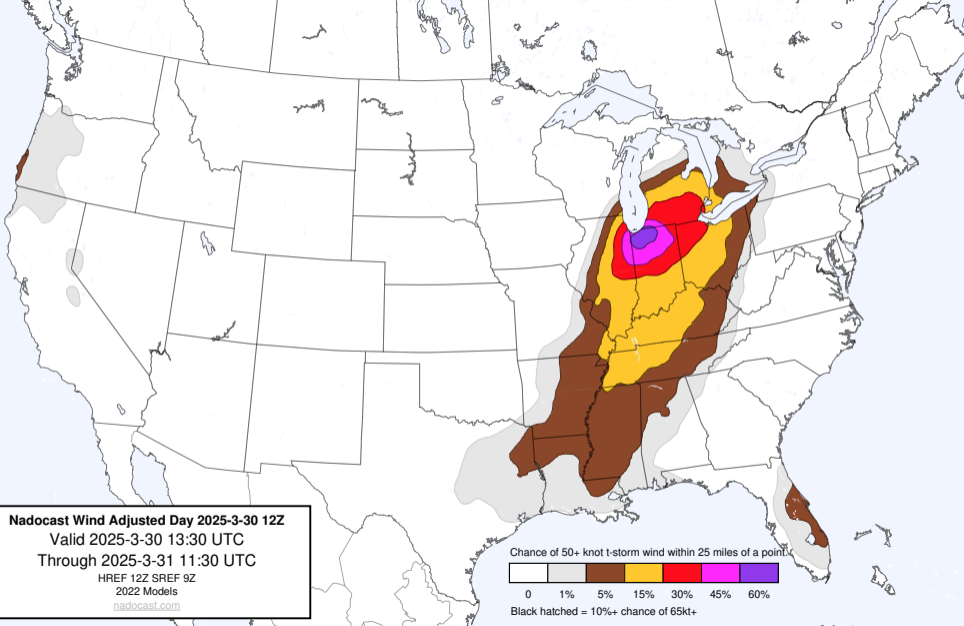 Nadocast Wind Adjusted Day 2025-3-30 12Z
Valid 2025-3-30 13:30 UTC
Through 2025-3-31 11:30 UTC
HREF 12Z SREF 9Z
2022 Models
nadocast.com
Chance of 50+ knot t-storm wind within 25 miles of a point.
0 1% 5% 15% 30% 45% 60%
Black hatched = 10%+ chance of 65kt+